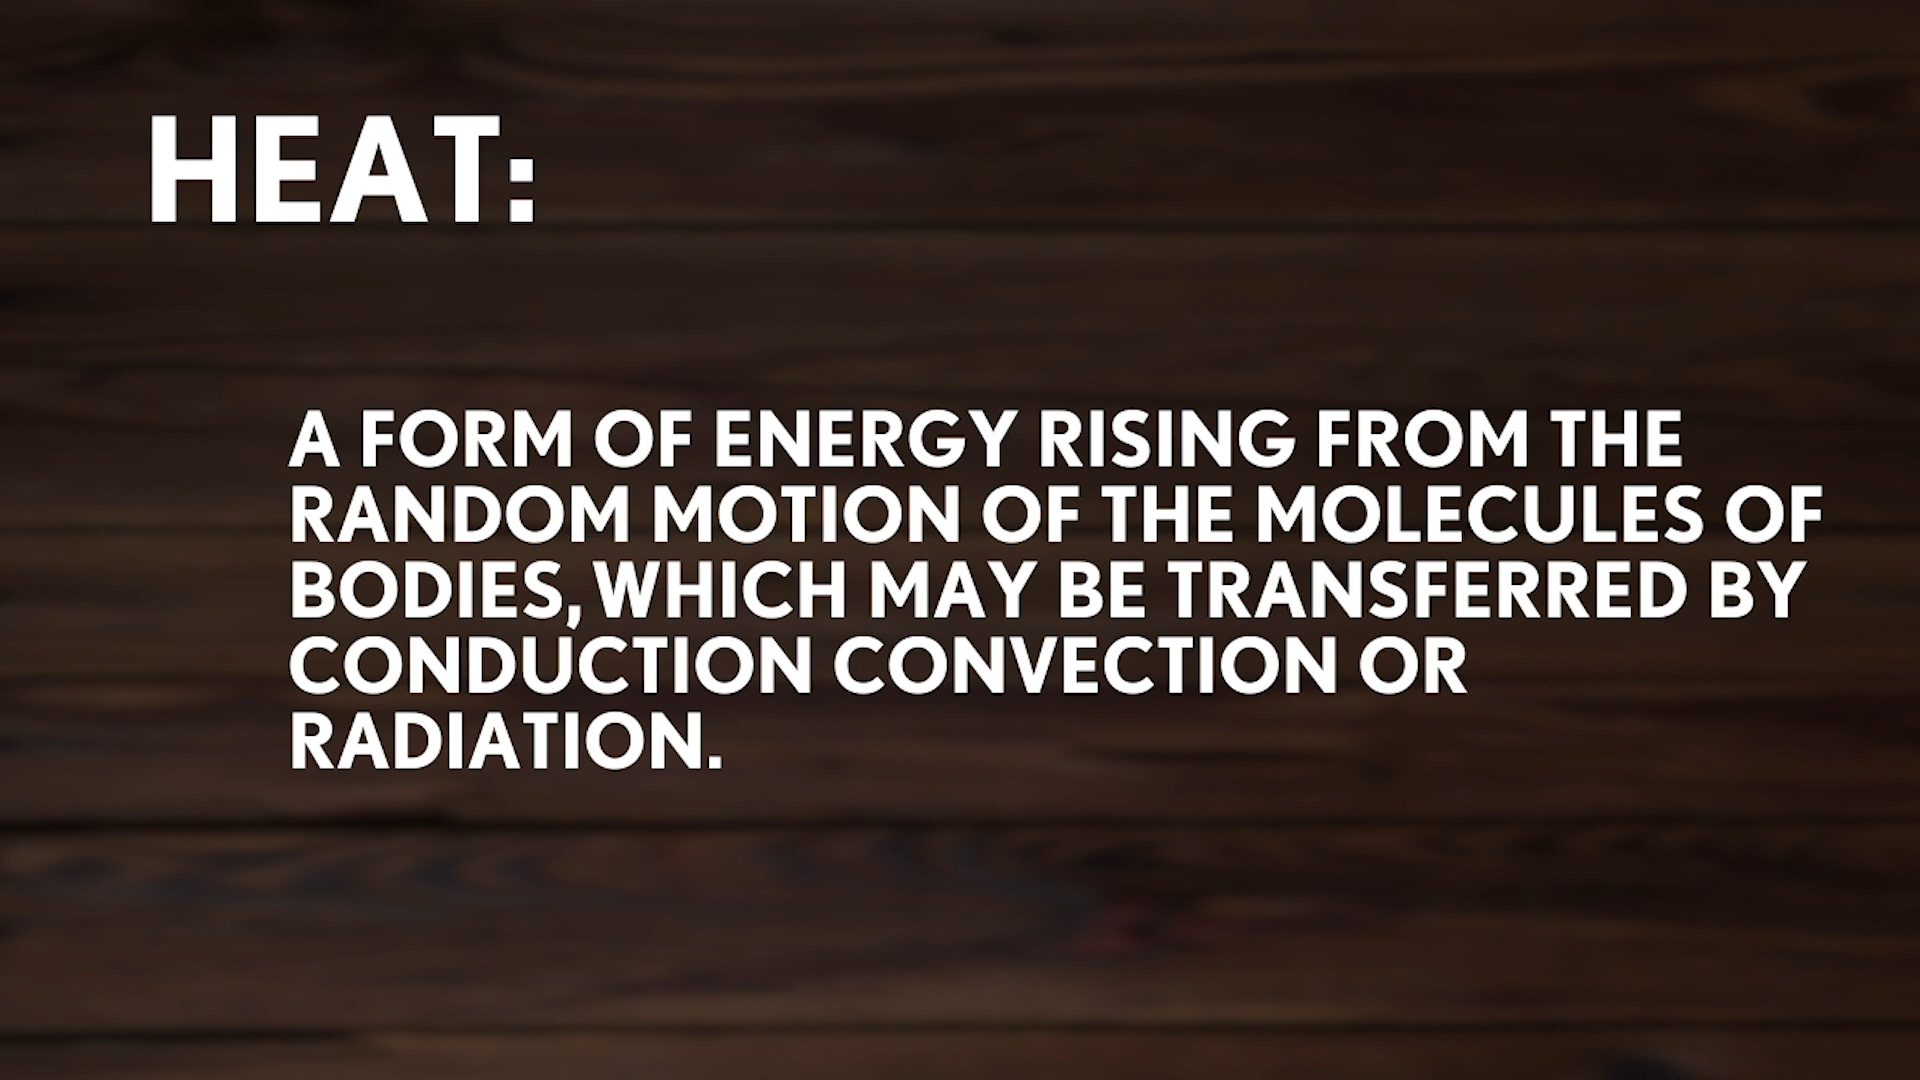 HEAT:
A FORM OF ENERGY RISING FROM THE
RANDOM MOTION OF THE MOLECULES OF
BODIES, WHICH MAY BE TRANSFERRED BY
CONDUCTION CONVECTION OR
RADIATION.